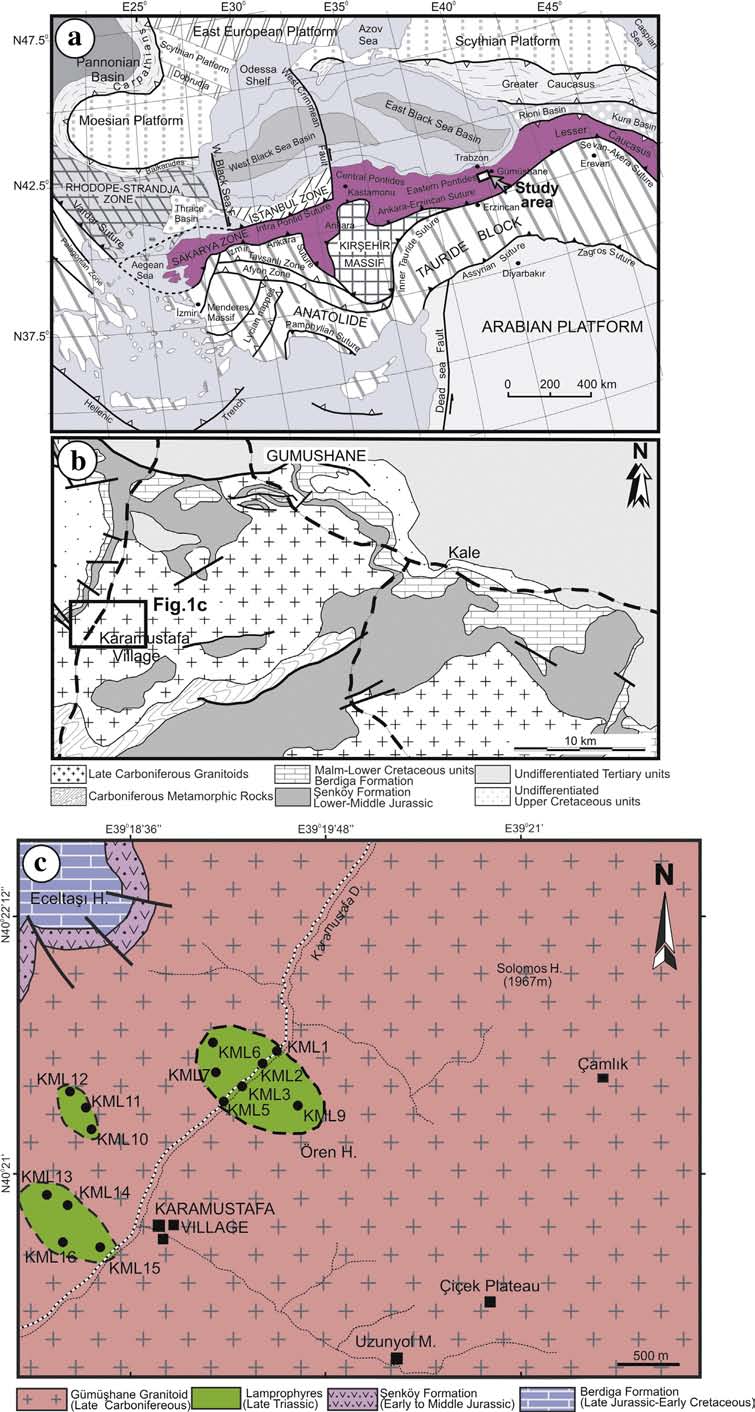 E25°
E30°
E35°
E40°
E45°
N47.5°
N42.5°
N37.5°
a
East European Platform
Azov
Sea
Scythian Platform
Caspian
Sea
Pannonian
Basin
Carpathians
Scythian Platform
Dobrudja
Odessa
Shelf
West Crimean
Fault
Greater Caucasus
Moesian Platform
East Black Sea Basin
Rioni Basin
Kura Basin
West Black Sea Basin
Lesser
Caucasus
Balkanides
W. Black Sea F.
Trabzon
Sevan-Akera Suture
RHODOPE-STRANDJA
ZONE
Central Pontides
Kastamonu
Eastern Pontides
Gümüshane
Erevan
Study
area
İSTANBUL ZONE
Thrace
Basin
Intra Pontid Suture
Ankara-Erzincan Suture
Erzincan
Vardar Suture
SAKARYA ZONE
Ankara
Pelagonian Zone
Aegean
Sea
İzmir
Ankara
Suture
Tavsanlı Zone
Afyon Zone
KIRŞEHİR
MASSIF
Inner Tauride Suture
TAURIDE BLOCK
Assyrian Suture
Zagros Suture
Diyarbakır
İzmir
Menderes
Massif
Lycian nappes
ANATOLIDE
Pamphylian Suture
ARABIAN PLATFORM
Dead sea Fault
0 200 400 km
Hellenic
Trench
b
GUMUSHANE
N
Kale
Fig.1c
Karamustafa
Village
10 km
Late Carboniferous Granitoids
Malm-Lower Cretaceous units
Berdiga Formation
Undifferentiated Tertiary units
Carboniferous Metamorphic Rocks
Şenköy Formation
Lower-Middle Jurassic
Undifferentiated
Upper Cretaceous units
E39°18'36"
E39°19'48"
E39°21'
c
Eceltaşı H.
N
N40°22'12"
Karamustafa D.
Solomos H.
(1967m)
KML6
KML1
KML7
KML2
Çamlık
KML12
KML3
KML11
KML5
KML9
KML10
Ören H.
N40°21'
KML13
KML14
KARAMUSTAFA
VILLAGE
KML16
KML15
Çiçek Plateau
Uzunyol M.
500 m
Gümüşhane Granitoid
(Late Carbonifereous)
Lamprophyres
(Late Triassic)
Şenköy Formation
(Early to Middle Jurassic)
Berdiga Formation
(Late Jurassic-Early Cretaceous)